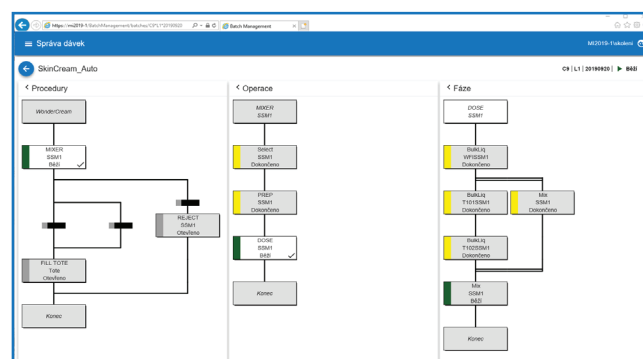 https://mi2019-1/BatchManagement/batches/C9*L1*20190920
Batch Management
Správa dávek
MI2019-1\skoleni
SkinCream_Auto
C9 | L1 | 20190920 | Běží
Procedury
WonderCream
MIXER
SSM1
Běží
REJECT
SSM1
Otevřeno
FILL TOTE
Tote
Otevřeno
Konec
Operace
MIXER
SSM1
Select
SSM1
Dokončeno
PREP
SSM1
Dokončeno
DOSE
SSM1
Běží
Konec
Fáze
DOSE
SSM1
BulkLiq
WFISSM1
Dokončeno
BulkLiq
T101SSM1
Dokončeno
Mix
SSM1
Dokončeno
BulkLiq
T102SSM1
Dokončeno
Mix
SSM1
Běží
Konec